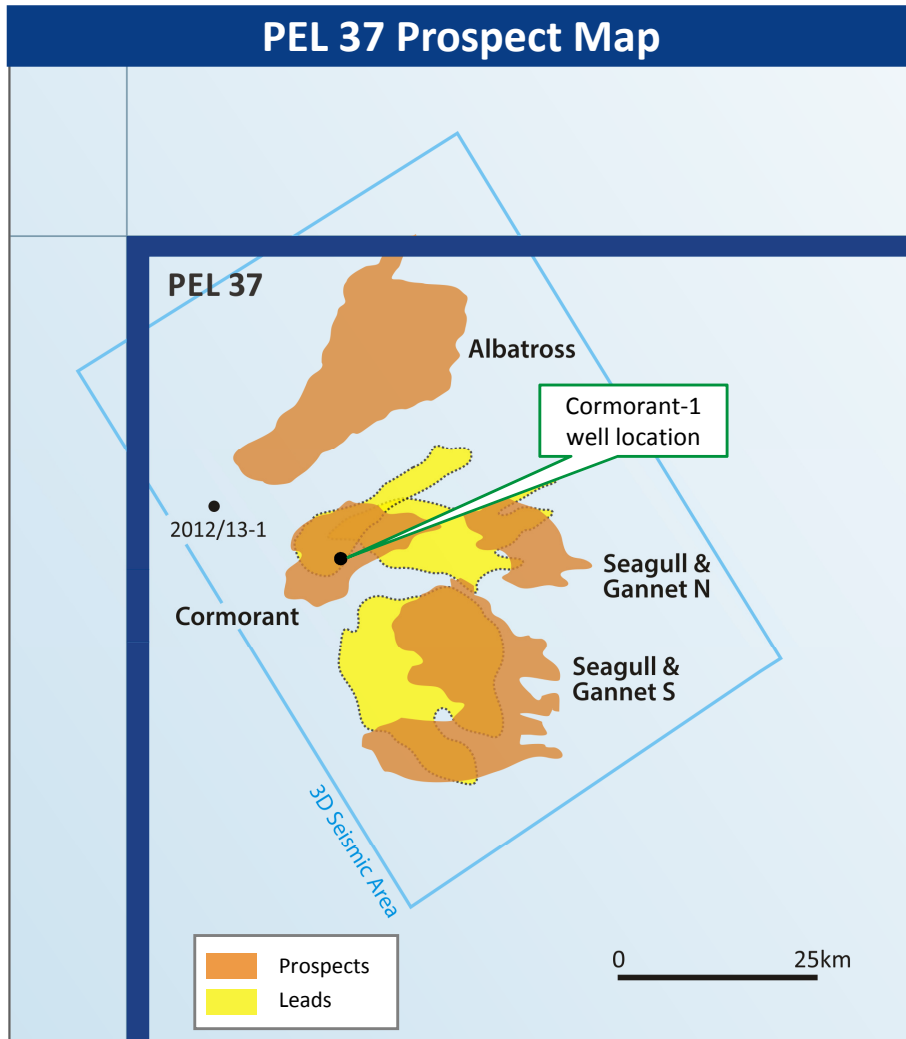 PEL 37 Prospect Map
PEL 37
Albatross
Cormorant-1
well location
2012/13-1
Seagull &
Gannet N
Cormorant
Seagull &
Gannet S
3D Seismic Area
Prospects
Leads
0 25km